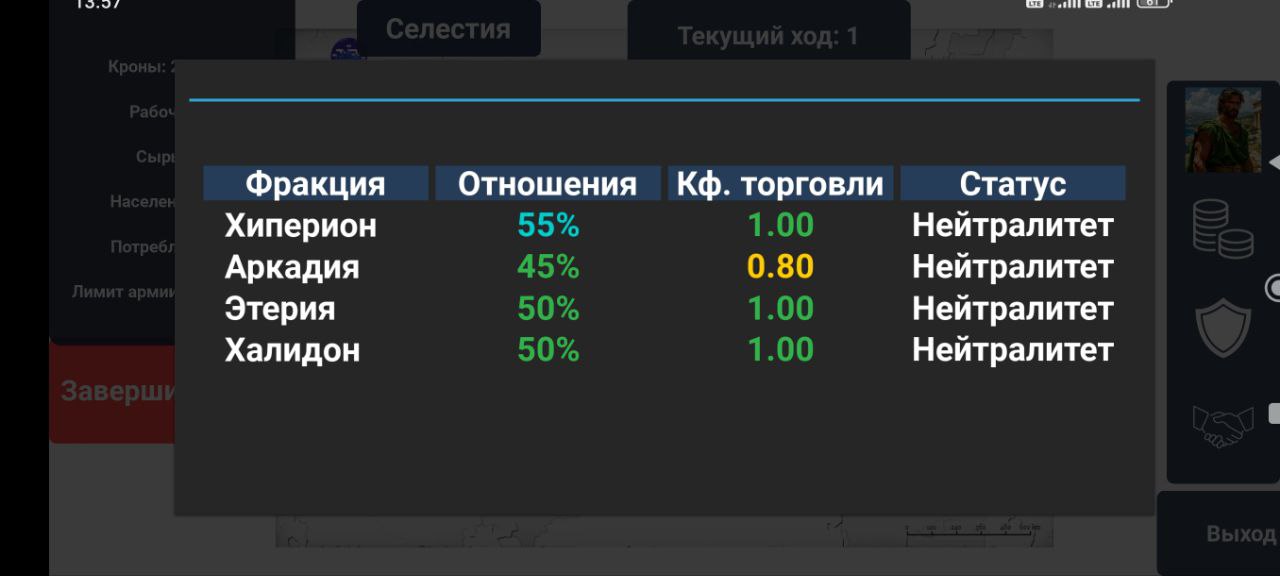 13:57
Селестия
Текущий ход: 1
Кроны: 2
Рабоч
Сырь
Населен
Потребл
Лимит армии
Заверши
Фракция Отношения Кф. торговли Статус
Хиперион 55% 1.00 Нейтралитет
Аркадия 45% 0.80 Нейтралитет
Этерия 50% 1.00 Нейтралитет
Халидон 50% 1.00 Нейтралитет
Выход